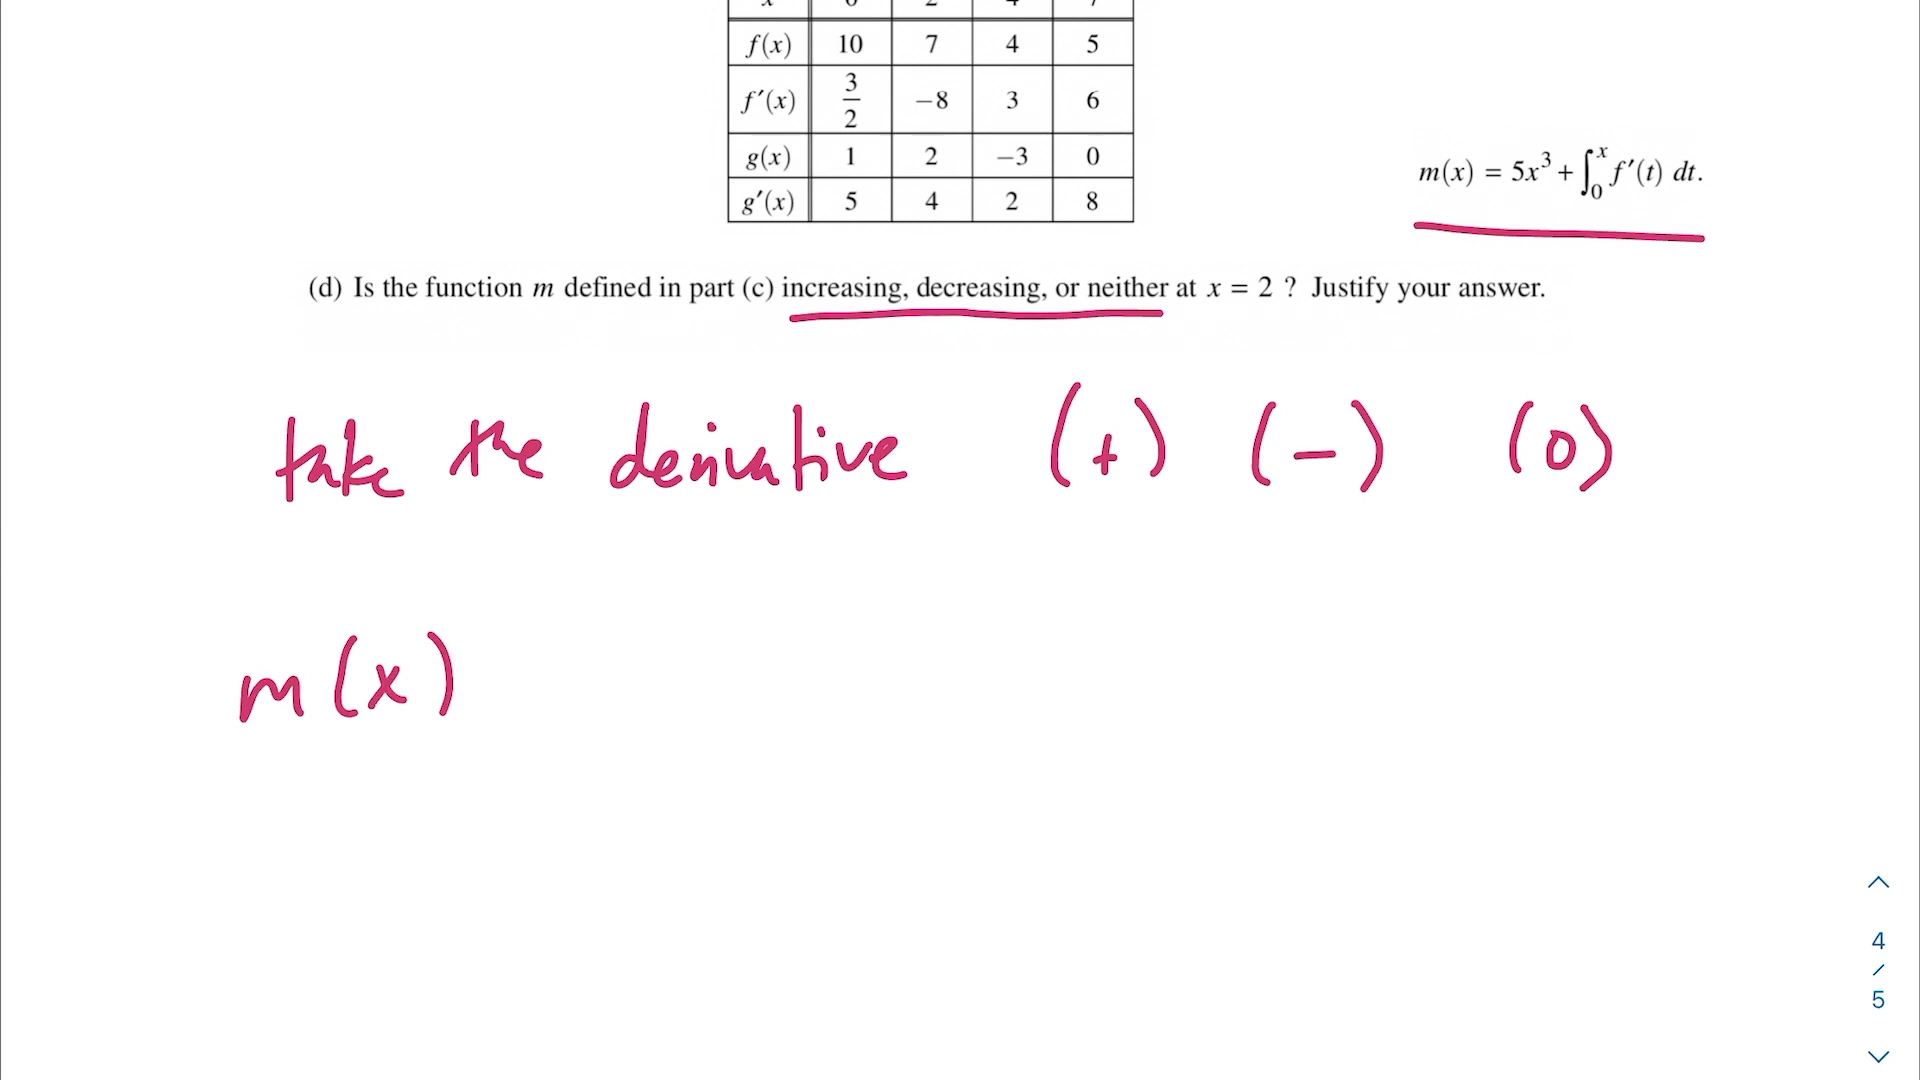 f(x) 10 7 4 5
f′(x) 3/2 −8 3 6
g(x) 1 2 −3 0
g′(x) 5 4 2 8
m(x) = 5x³ + ∫₀ˣ f′(t) dt.
(d) Is the function m defined in part (c) increasing, decreasing, or neither at x = 2 ? Justify your answer.
take the derivative (+) (−) (0)
m(x)
4
/
5